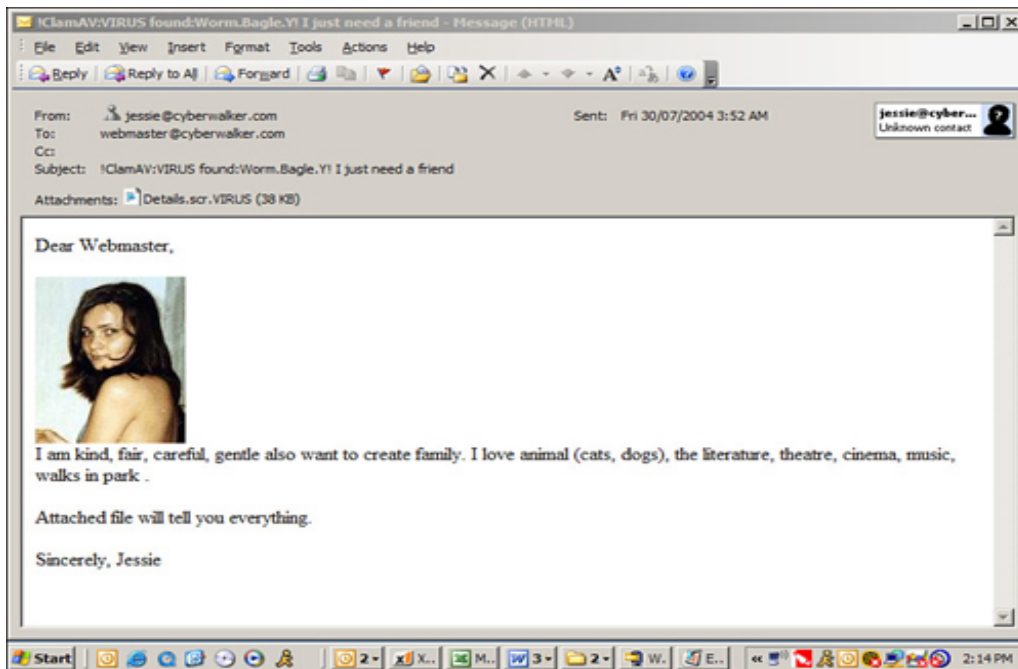 !ClamAV:VIRUS found:Worm.Bagle.Y! I just need a friend - Message (HTML)
File Edit View Insert Format Tools Actions Help
Reply Reply to All Forward
From: jessie@cyberwalker.com Sent: Fri 30/07/2004 3:52 AM
jessie@cyber...
Unknown contact
To: webmaster@cyberwalker.com
Cc:
Subject: !ClamAV:VIRUS found:Worm.Bagle.Y! I just need a friend
Attachments: Details.scr.VIRUS (38 KB)
Dear Webmaster,
I am kind, fair, careful, gentle also want to create family. I love animal (cats, dogs), the literature, theatre, cinema, music,
walks in park .
Attached file will tell you everything.
Sincerely, Jessie
Start 2 X.. M.. 3 2 W. E.. « 2:14 PM